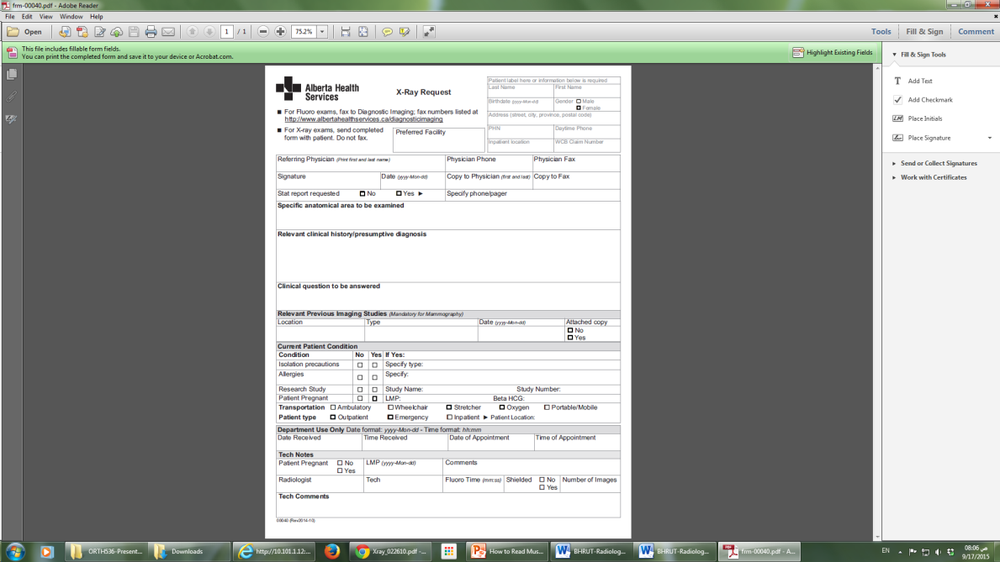 frm-00040.pdf - Adobe Reader
File Edit View Window Help
Open 1 / 1 75.2% Tools Fill & Sign Comment
This file includes fillable form fields.
You can print the completed form and save it to your device or Acrobat.com.
Highlight Existing Fields
Fill & Sign Tools
Add Text
Add Checkmark
Place Initials
Place Signature
Send or Collect Signatures
Work with Certificates
Alberta Health
Services
X-Ray Request
Patient label here or information below is required
Last Name First Name
Birthdate (yyyy-Mon-dd) Gender Male
Female
Address (street, city, province, postal code)
PHN Daytime Phone
Inpatient location WCB Claim Number
For Fluoro exams, fax to Diagnostic Imaging; fax numbers listed at
http://www.albertahealthservices.ca/diagnosticimaging
For X-ray exams, send completed
form with patient. Do not fax.
Preferred Facility
Referring Physician (Print first and last name) Physician Phone Physician Fax
Signature Date (yyyy-Mon-dd) Copy to Physician (first and last) Copy to Fax
Stat report requested No Yes ► Specify phone/pager
Specific anatomical area to be examined
Relevant clinical history/presumptive diagnosis
Clinical question to be answered
Relevant Previous Imaging Studies (Mandatory for Mammography)
Location Type Date (yyyy-Mon-dd) Attached copy
No
Yes
Current Patient Condition
Condition No Yes If Yes:
Isolation precautions Specify type:
Allergies Specify:
Research Study Study Name: Study Number:
Patient Pregnant LMP: Beta HCG:
Transportation Ambulatory Wheelchair Stretcher Oxygen Portable/Mobile
Patient type Outpatient Emergency Inpatient ► Patient Location:
Department Use Only Date format: yyyy-Mon-dd - Time format: hh:mm
Date Received Time Received Date of Appointment Time of Appointment
Tech Notes
Patient Pregnant No LMP (yyyy-Mon-dd) Comments
Yes
Radiologist Tech Fluoro Time (mm:ss) Shielded No Number of Images
Yes
Tech Comments
00040 (Rev2014-10)
ORTH536-Present... Downloads http://10.101.1.12:... Xray_022610.pdf -... How to Read Mus... BHRUT-Radiolog... BHRUT-Radiolog... frm-00040.pdf - A... EN
08:06 ص
9/17/2015